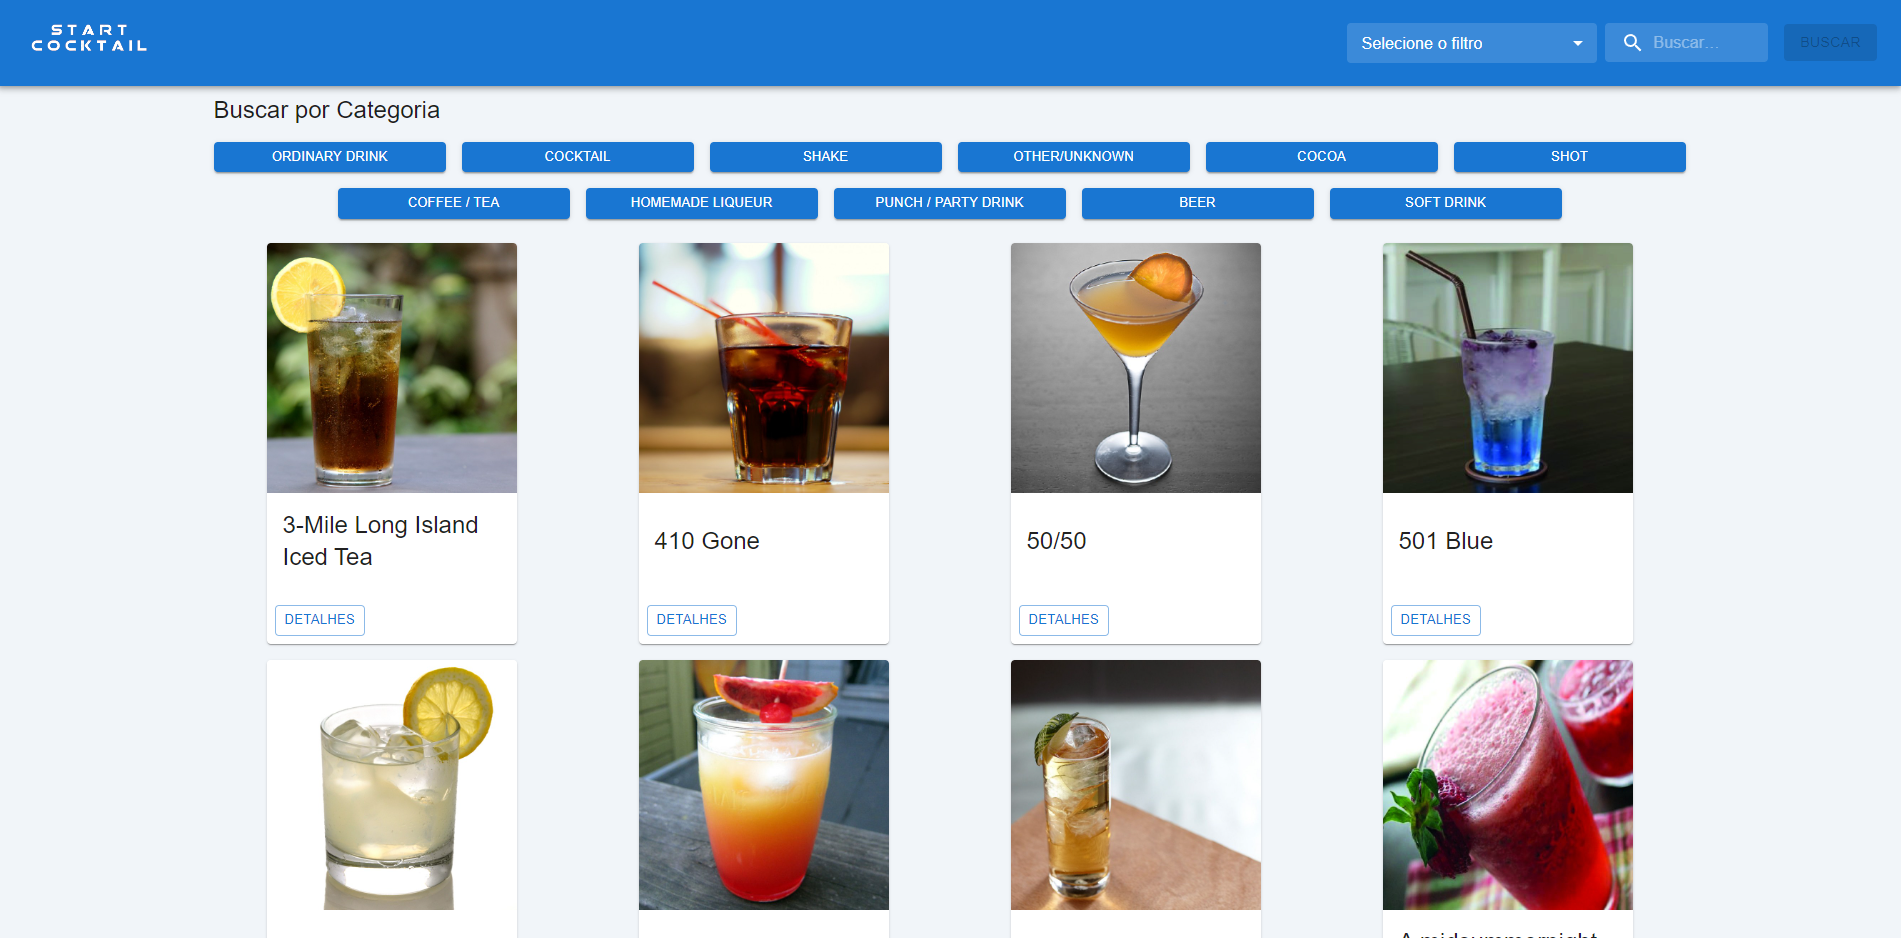 START
COCKTAIL
Selecione o filtro
Buscar...
BUSCAR
Buscar por Categoria
ORDINARY DRINK
COCKTAIL
SHAKE
OTHER/UNKNOWN
COCOA
SHOT
COFFEE / TEA
HOMEMADE LIQUEUR
PUNCH / PARTY DRINK
BEER
SOFT DRINK
3-Mile Long Island
Iced Tea
410 Gone
50/50
501 Blue
DETALHES
DETALHES
DETALHES
DETALHES
A midsummernight